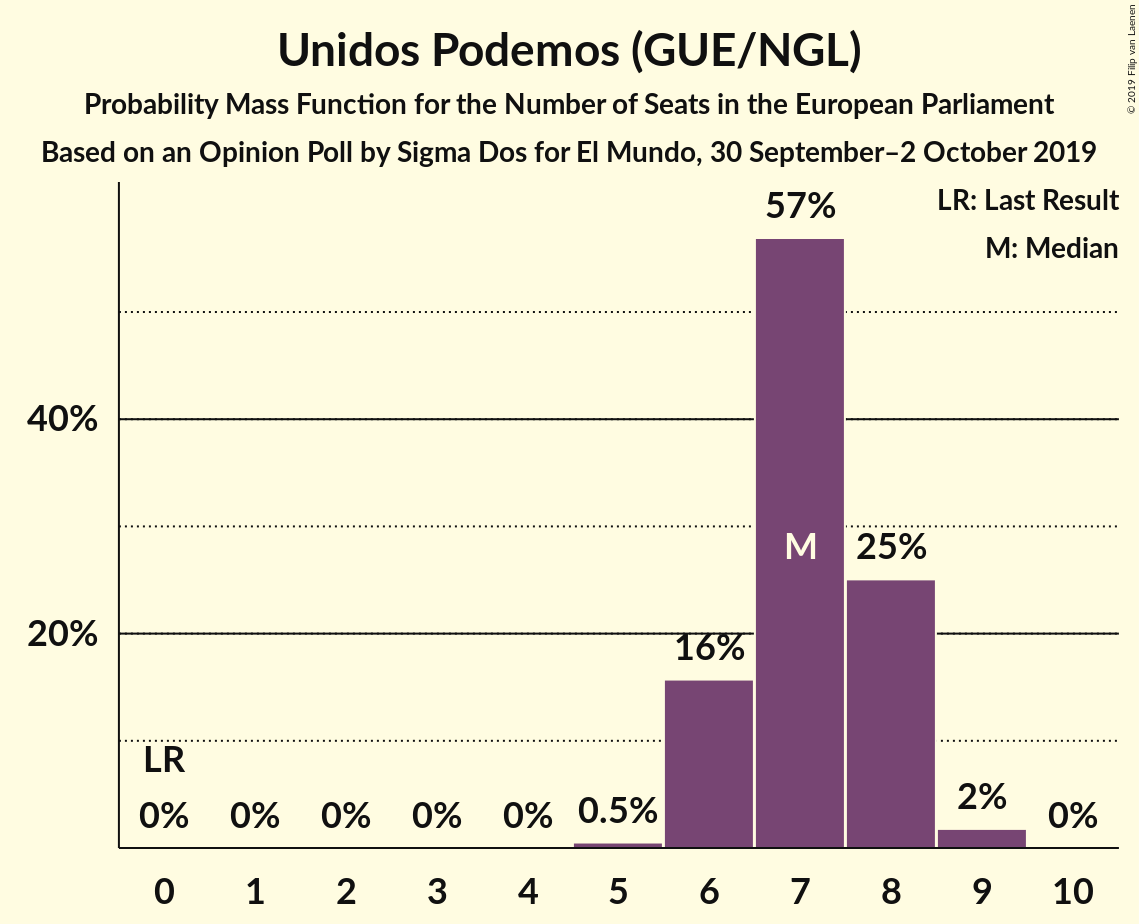 Unidos Podemos (GUE/NGL)
Probability Mass Function for the Number of Seats in the European Parliament
Based on an Opinion Poll by Sigma Dos for El Mundo, 30 September–2 October 2019
© 2019 Filip van Laenen
LR: Last Result
M: Median
57%
40%
M
25%
20%
16%
LR
0%
0%
0%
0%
0%
0.5%
2%
0%
0 1 2 3 4 5 6 7 8 9 10